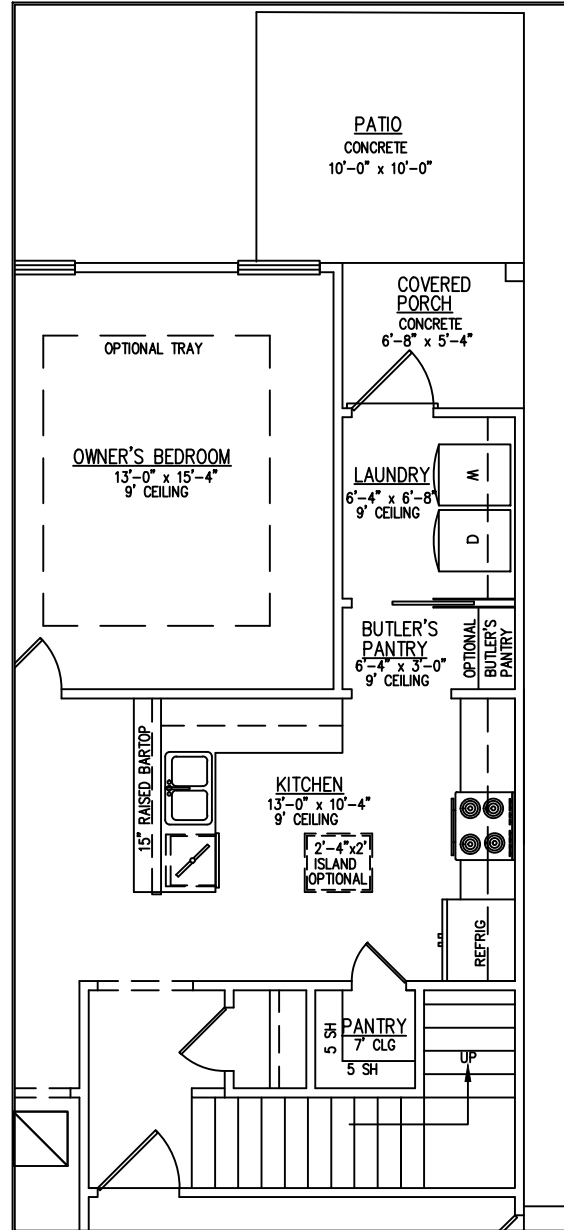 PATIO
CONCRETE
10'-0" x 10'-0"
COVERED
PORCH
CONCRETE
6'-8" x 5'-4"
OPTIONAL TRAY
OWNER'S BEDROOM
13'-0" x 15'-4"
9' CEILING
LAUNDRY
6'-4" x 6'-8"
9' CEILING
W
D
BUTLER'S
PANTRY
6'-4" x 3'-0"
9' CEILING
OPTIONAL
BUTLER'S
PANTRY
15" RAISED BARTOP
KITCHEN
13'-0" x 10'-4"
9' CEILING
2'-4"x2'
ISLAND
OPTIONAL
REFRIG
5 SH
PANTRY
7' CLG
5 SH
UP